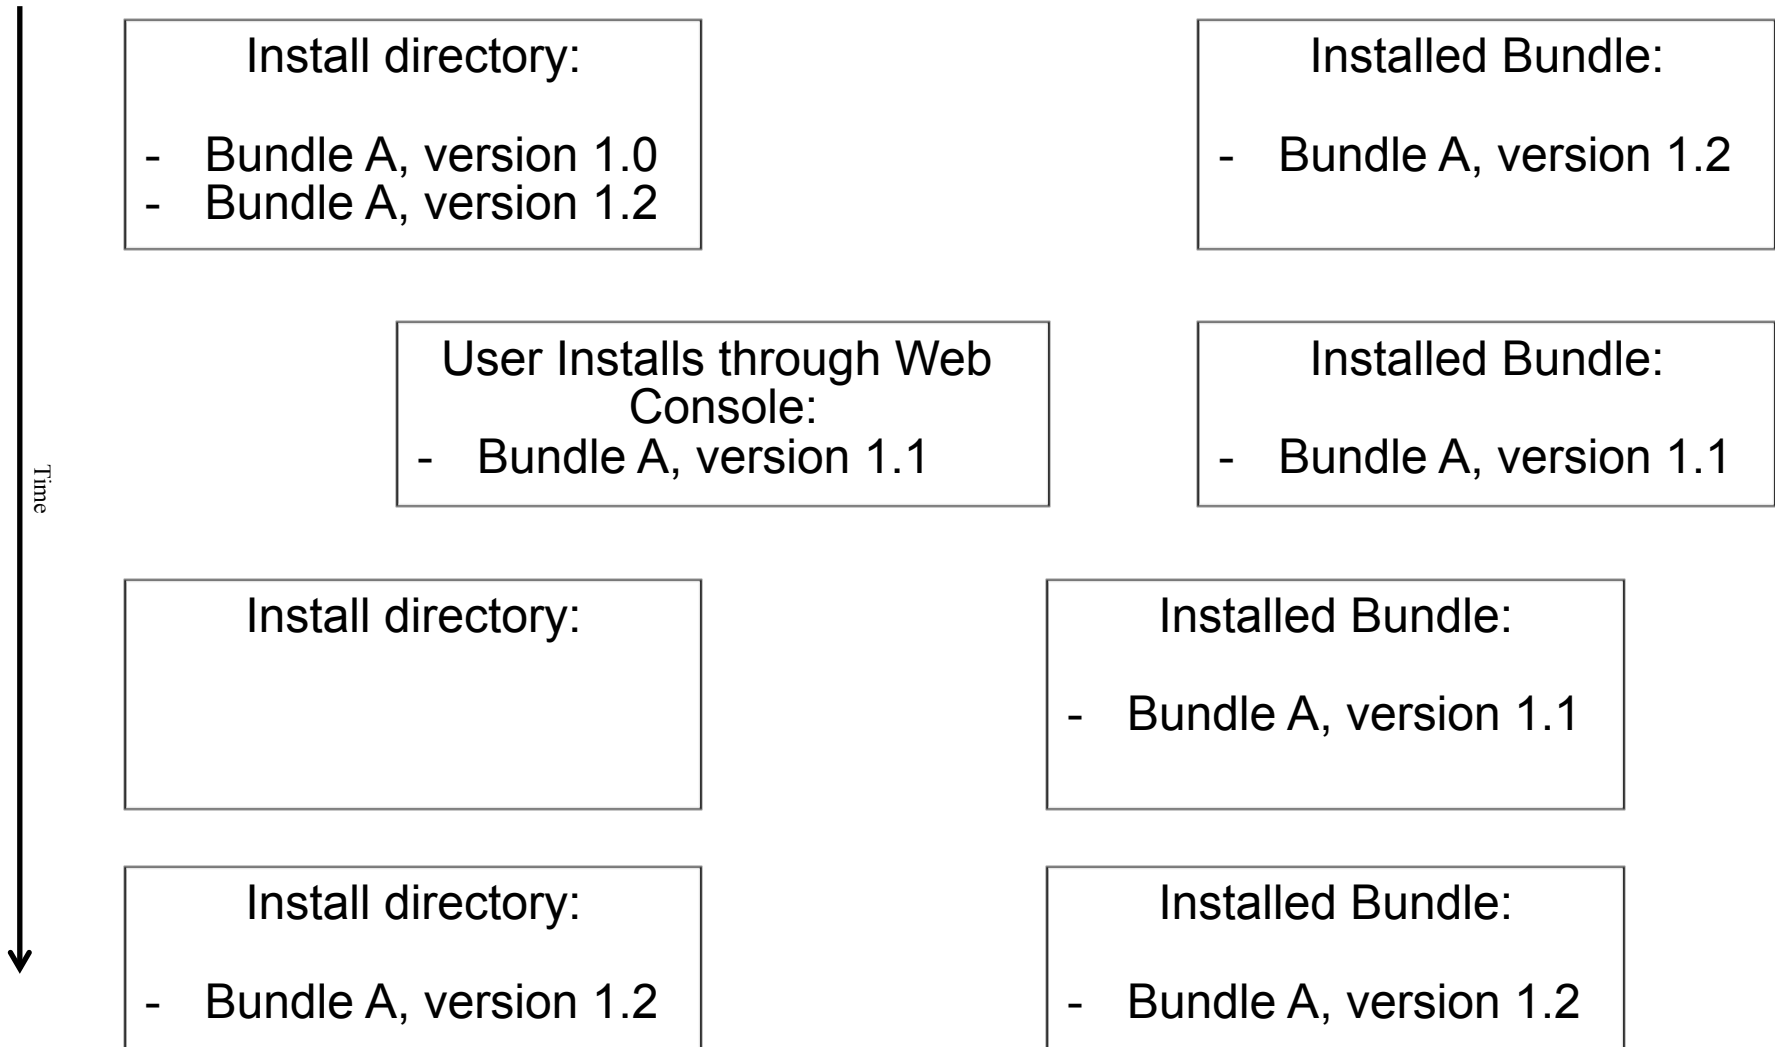 Install directory:
- Bundle A, version 1.0
- Bundle A, version 1.2
Installed Bundle:
- Bundle A, version 1.2
User Installs through Web
Console:
- Bundle A, version 1.1
Installed Bundle:
- Bundle A, version 1.1
Time
Install directory:
Installed Bundle:
- Bundle A, version 1.1
Install directory:
- Bundle A, version 1.2
Installed Bundle:
- Bundle A, version 1.2